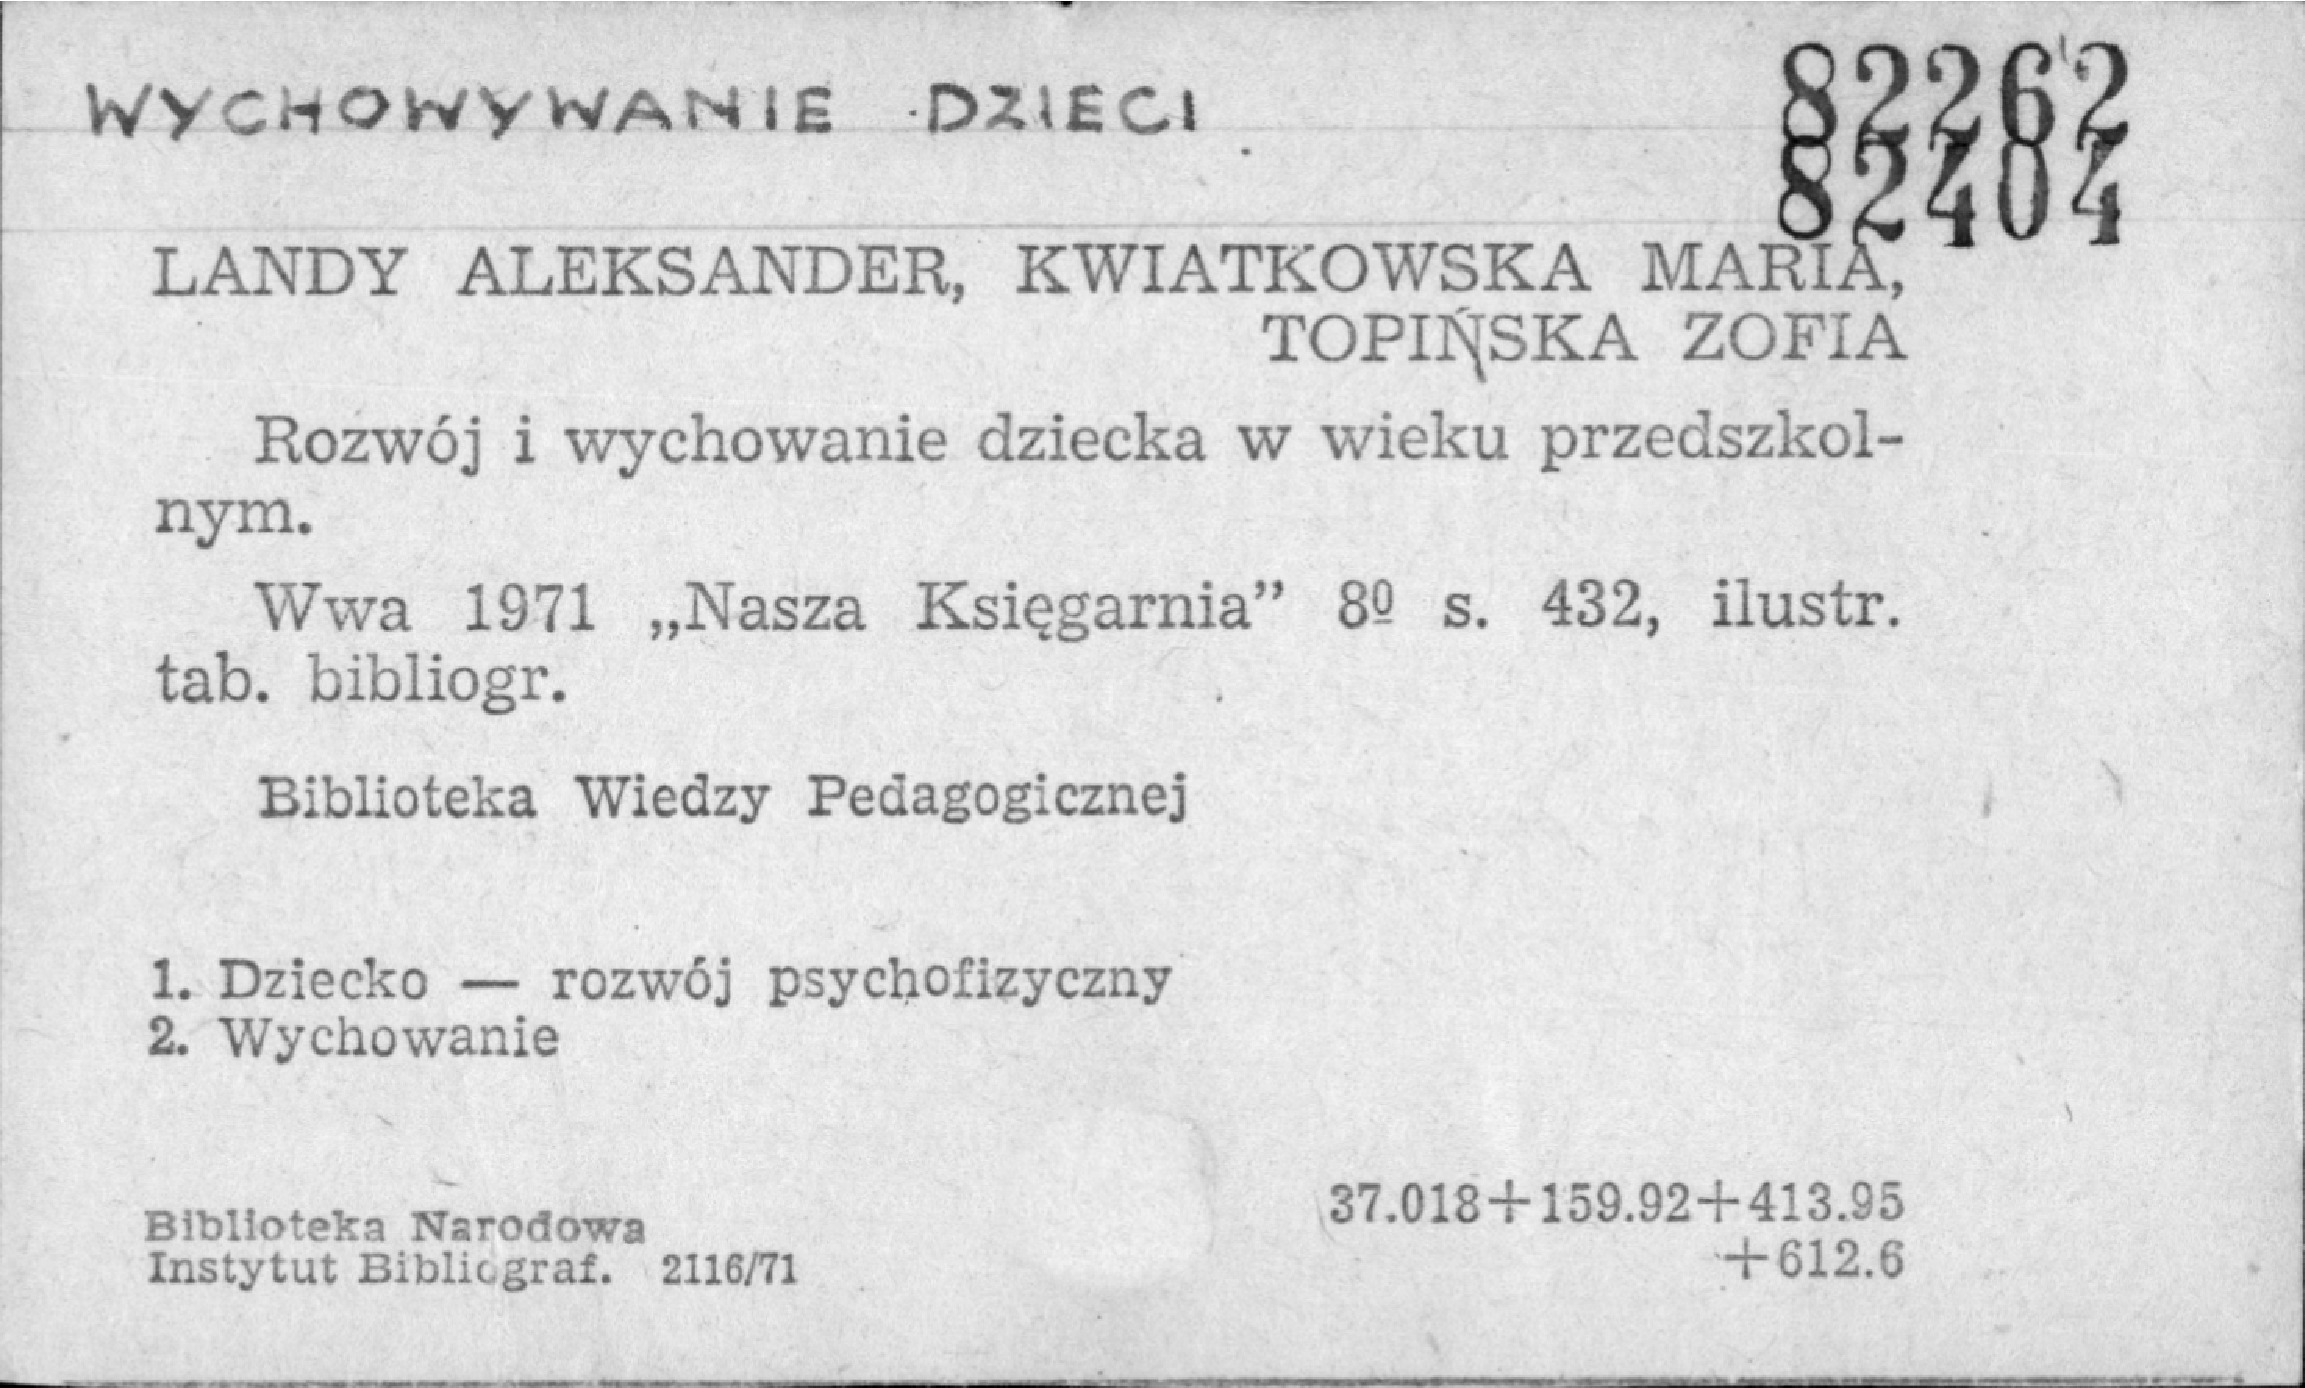 WYCHOWYWANIE DZIECI
82262
82404
LANDY ALEKSANDER, KWIATKOWSKA MARIA,
TOPIŃSKA ZOFIA
Rozwój i wychowanie dziecka w wieku przedszkol-
nym.
Wwa 1971 „Nasza Księgarnia” 8º s. 432, ilustr.
tab. bibliogr.
Biblioteka Wiedzy Pedagogicznej
1. Dziecko — rozwój psychofizyczny
2. Wychowanie
37.018+159.92+413.95
+612.6
Biblioteka Narodowa
Instytut Bibliograf. 2116/71